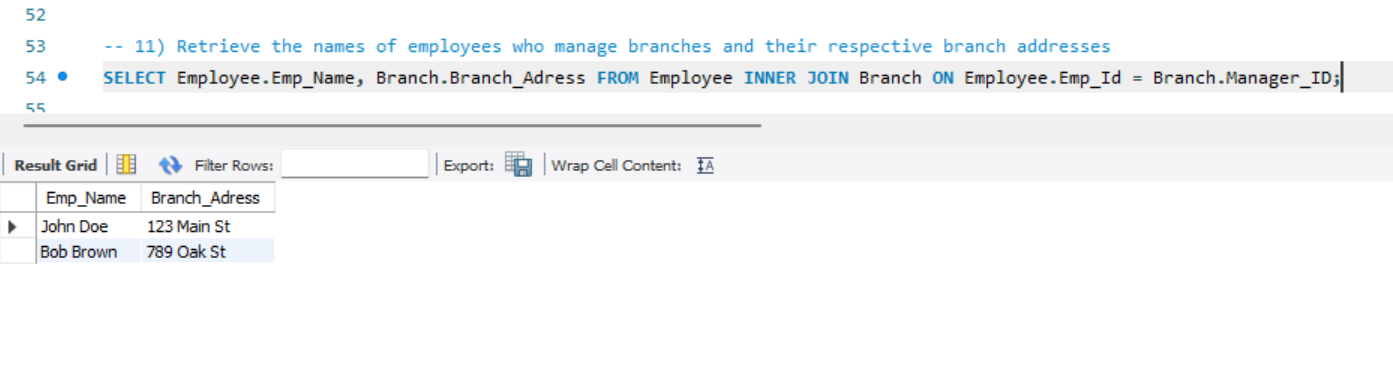 52
53 -- 11) Retrieve the names of employees who manage branches and their respective branch addresses
54 SELECT Employee.Emp_Name, Branch.Branch_Adress FROM Employee INNER JOIN Branch ON Employee.Emp_Id = Branch.Manager_ID;
55
Result Grid Filter Rows: Export: Wrap Cell Content: IA
Emp_Name Branch_Adress
John Doe 123 Main St
Bob Brown 789 Oak St